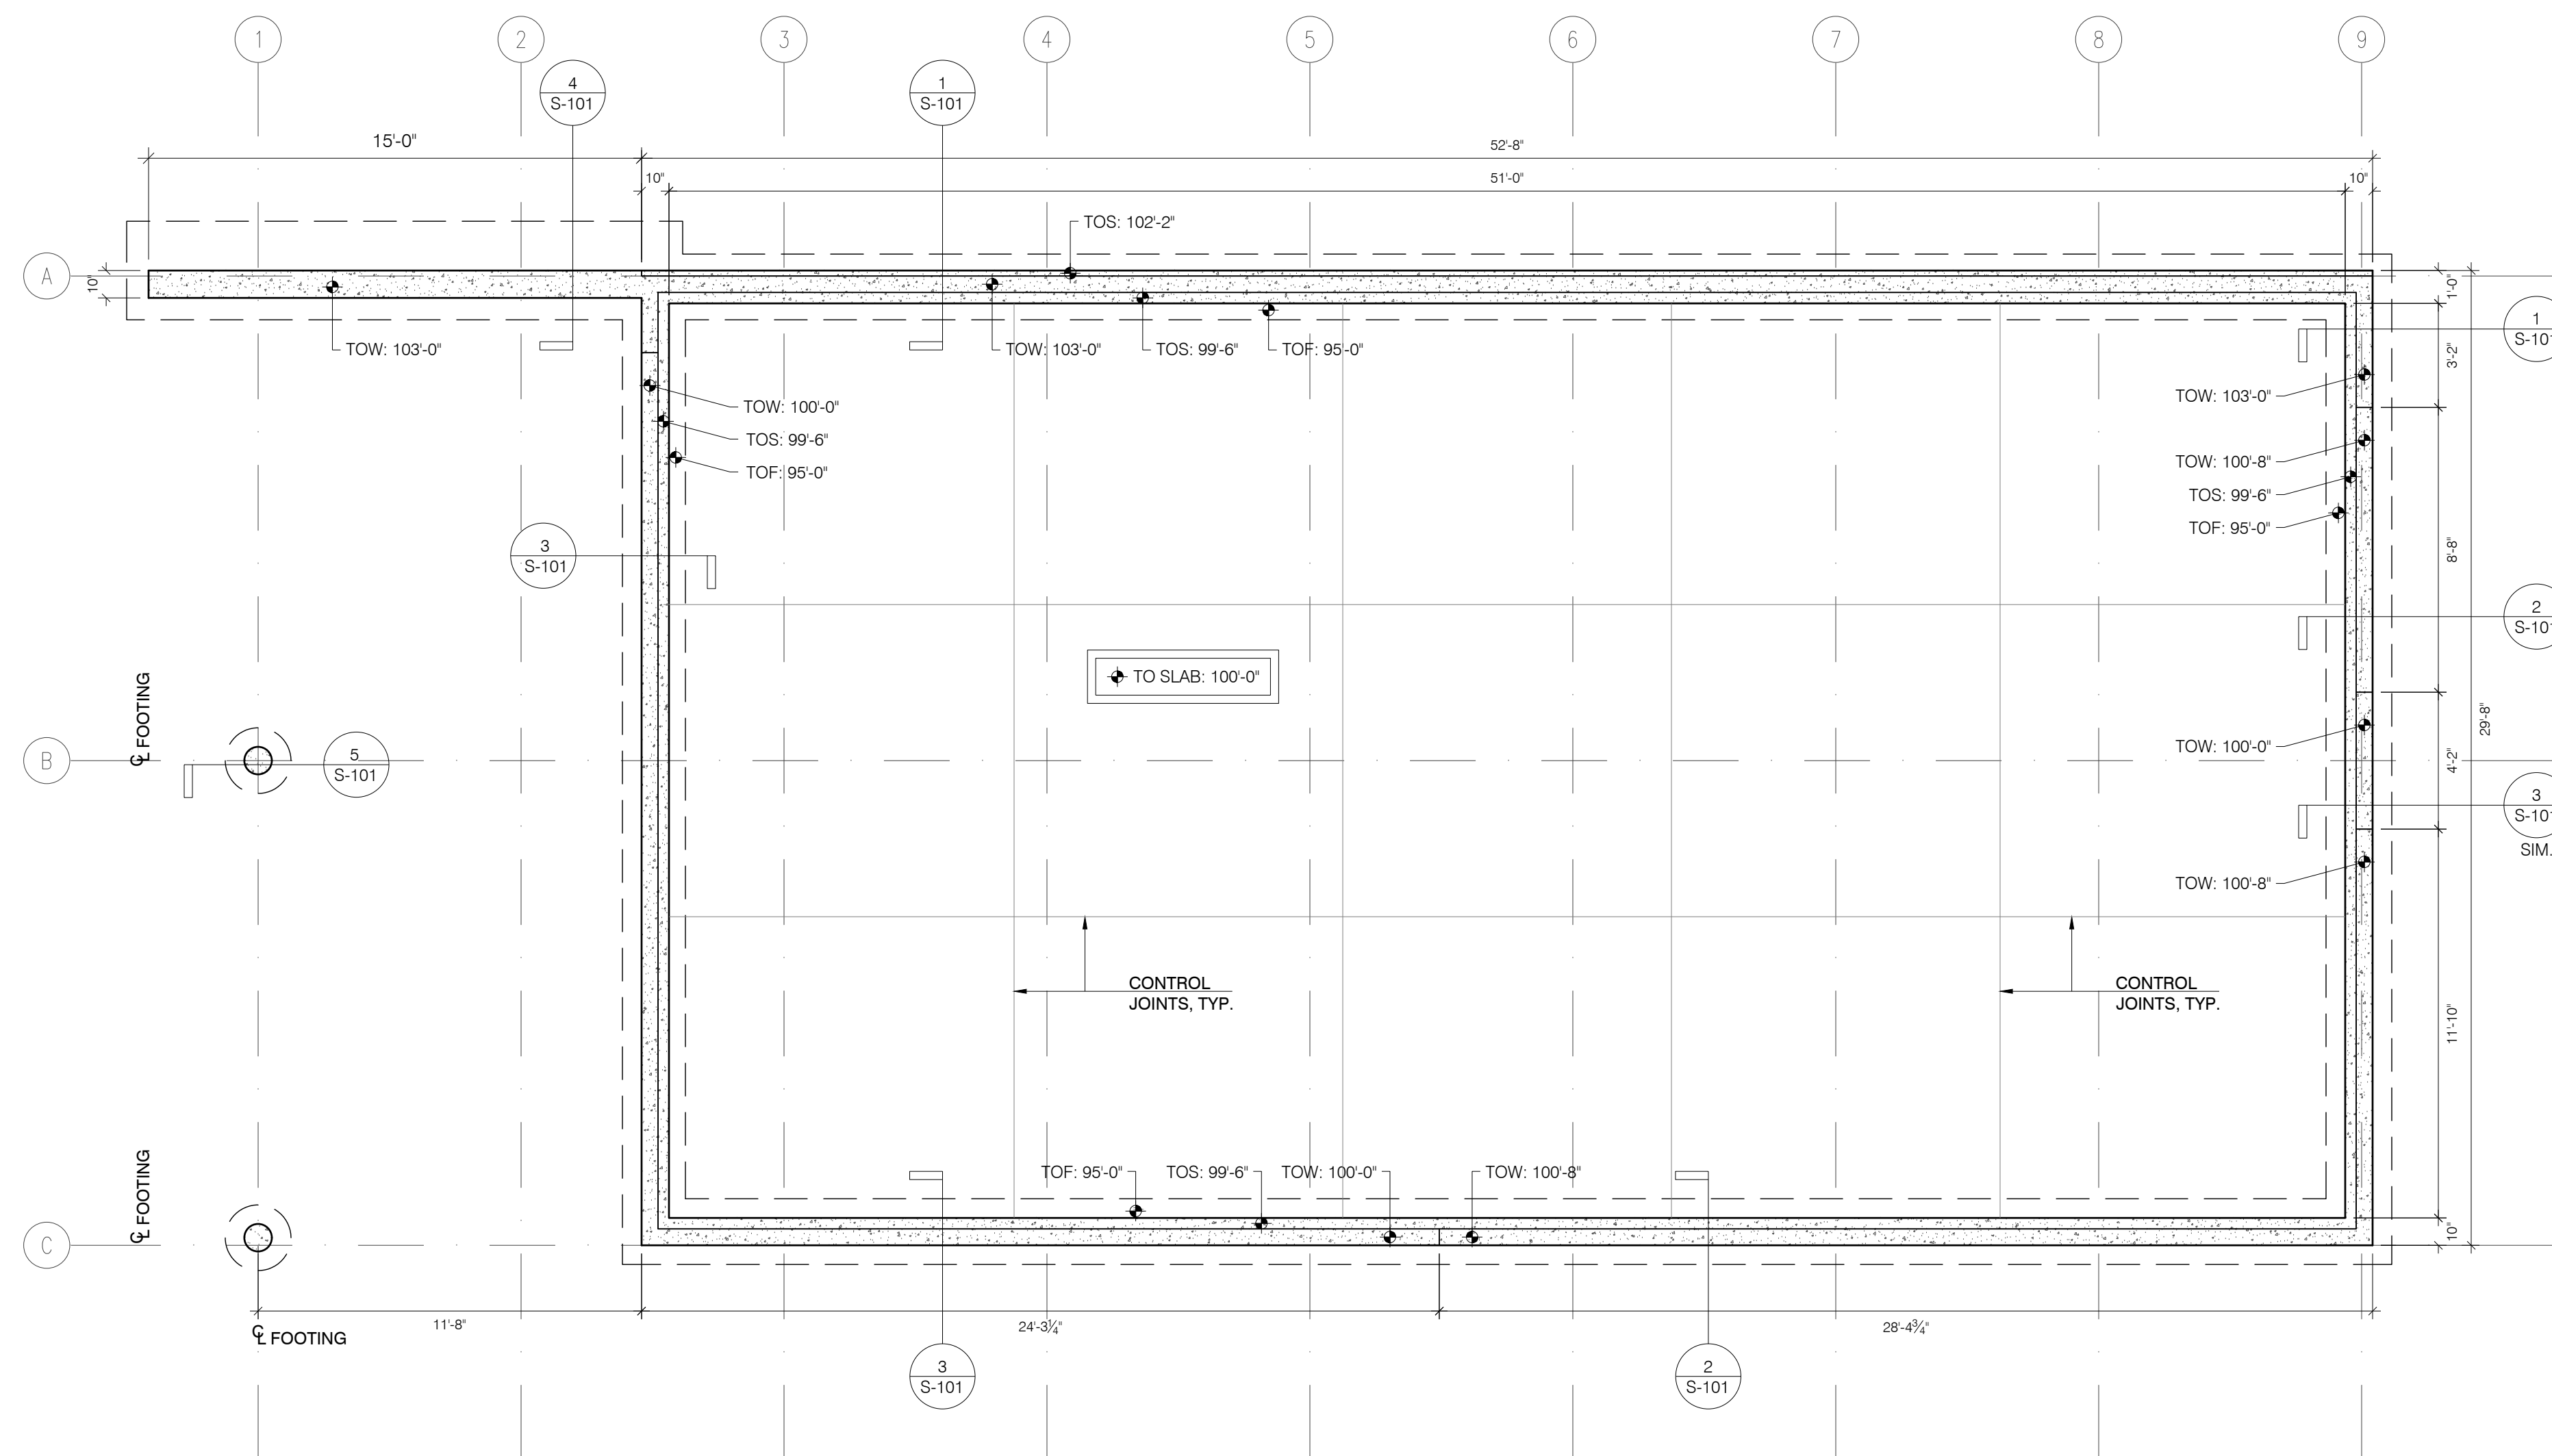 1 2 3 4 5 6 7 8 9
4
S-101
1
S-101
15'-0"
52'-8"
10"
51'-0"
10"
TOS: 102'-2"
A
10"
1'-0"
TOW: 103'-0"
TOW: 103'-0"
TOS: 99'-6"
TOF: 95'-0"
1
S-101
3'-2"
TOW: 103'-0"
TOW: 100'-0"
TOS: 99'-6"
TOF: 95'-0"
TOW: 100'-8"
TOS: 99'-6"
TOF: 95'-0"
3
S-101
8'-8"
2
S-101
TO SLAB: 100'-0"
℄ FOOTING
29'-8"
B
5
S-101
TOW: 100'-0"
4'-2"
3
S-101
SIM.
TOW: 100'-8"
CONTROL
JOINTS, TYP.
CONTROL
JOINTS, TYP.
11'-10"
℄ FOOTING
TOF: 95'-0"
TOS: 99'-6"
TOW: 100'-0"
TOW: 100'-8"
C
10"
11'-8"
24'-3¼"
28'-4¾"
℄ FOOTING
3
S-101
2
S-101